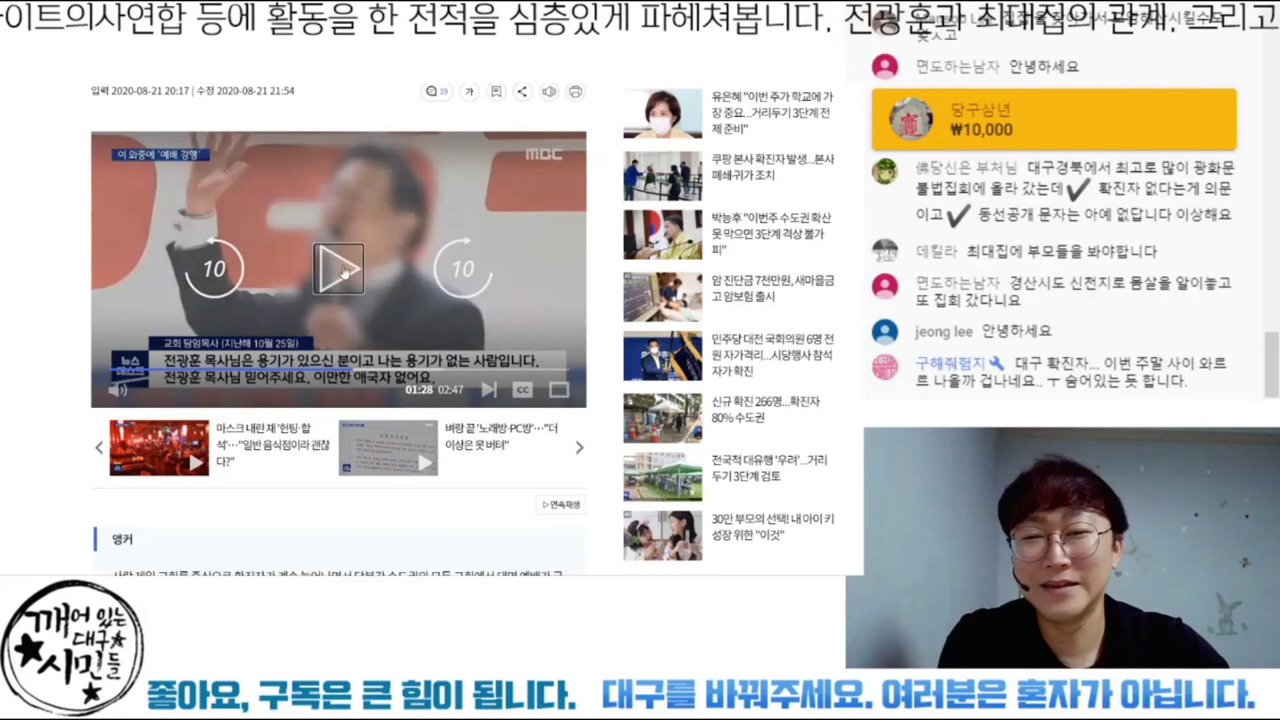 이트의사연합 등에 활동을 한 전적을 심층있게 파헤쳐봅니다. 전광훈과 최대집의 관계. 그리고
입력 2020-08-21 20:17 | 수정 2020-08-21 21:54
29
가
이 와중에 '예배 강행'
MBC
10
10
교회 담임목사 (지난해 10월 25일)
뉴스
데스크
전광훈 목사님은 용기가 있으신 분이고 나는 용기가 없는 사람입니다.
전광훈 목사님 믿어주세요. 이만한 애국자 없어요.
01:28 02:47
CC
마스크 내린 채 '헌팅·합
석'…"일반 음식점이라 괜찮
다?"
벼랑 끝 '노래방·PC방'…"더
이상은 못 버텨"
▷연속재생
앵커
유은혜 "이번 주가 학교에 가
장 중요…거리두기 3단계 전
제 준비"
쿠팡 본사 확진자 발생…본사
폐쇄·귀가 조치
박능후 "이번주 수도권 확산
못 막으면 3단계 격상 불가
피"
암 진단금 7천만원, 새마을금
고 암보험 출시
민주당 대전 국회의원 6명 전
원 자가격리…시당행사 참석
자가 확진
신규 확진 266명…확진자
80% 수도권
전국적 대유행 '우려'…거리
두기 3단계 검토
30만 부모의 선택! 내 아이 키
성장 위한 "이것"
면도하는남자 안녕하세요
당구삼년
₩10,000
佛당신은 부처님 대구경북에서 최고로 많이 광화문
불법집회에 올라 갔는데✔ 확진자 없다는게 의문
이고✔ 동선공개 문자는 아예 없답니다 이상해요
데킬라 최대집에 부모들을 봐야합니다
면도하는남자 경산시도 신천지로 몸살을 앓이놓고
또 집회 갔다니요
jeong lee 안녕하세요
구해줘험지 대구 확진자... 이번 주말 사이 와르
르 나올까 겁나네요.. ㅜ 숨어있는 듯 합니다.
깨어 있는
대구
시민들
좋아요, 구독은 큰 힘이 됩니다. 대구를 바꿔주세요. 여러분은 혼자가 아닙니다.